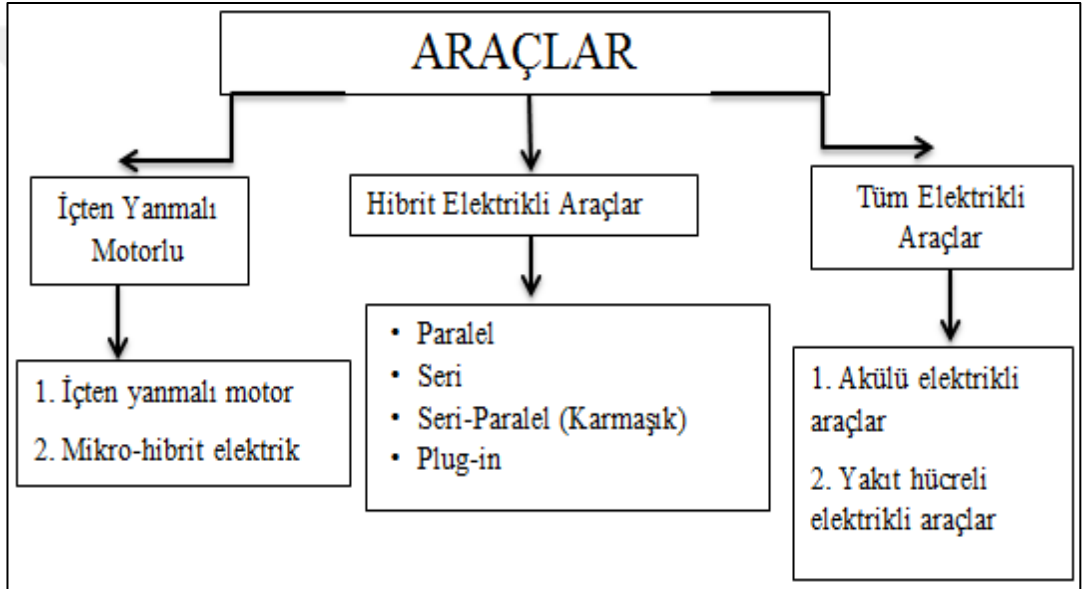 ARAÇLAR
İçten Yanmalı
Motorlu
Hibrit Elektrikli Araçlar
Tüm Elektrikli
Araçlar
1. İçten yanmalı motor
2. Mikro-hibrit elektrik
• Paralel
• Seri
• Seri-Paralel (Karmaşık)
• Plug-in
1. Akülü elektrikli
araçlar
2. Yakıt hücreli
elektrikli araçlar